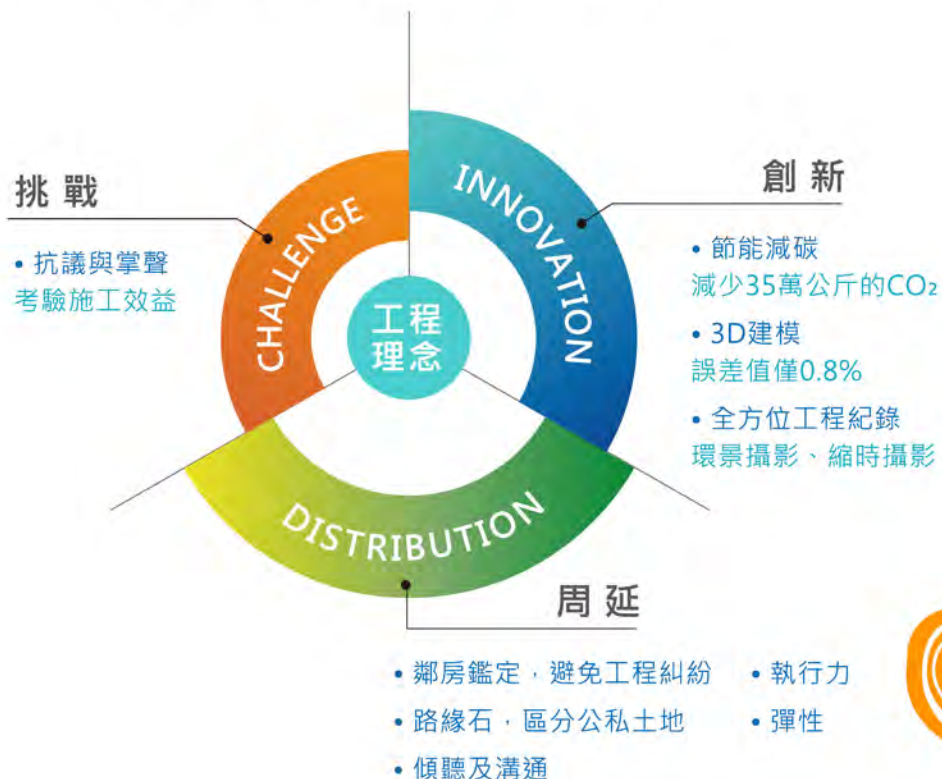 挑戰
• 抗議與掌聲
考驗施工效益
CHALLENGE
INNOVATION
DISTRIBUTION
工程
理念
創新
• 節能減碳
減少35萬公斤的CO₂
• 3D建模
誤差值僅0.8%
• 全方位工程紀錄
環景攝影、縮時攝影
周延
• 鄰房鑑定，避免工程糾紛
• 路緣石，區分公私土地
• 傾聽及溝通
• 執行力
• 彈性